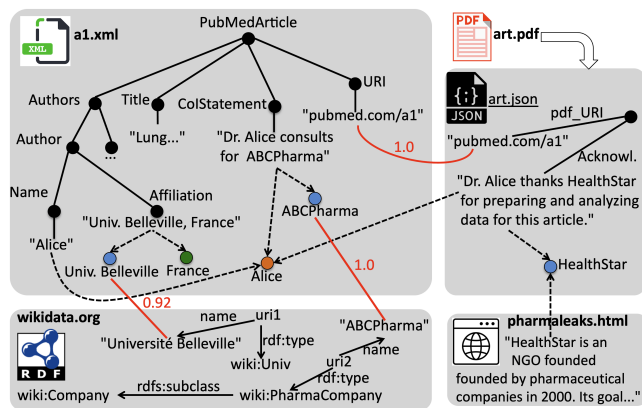 XML
a1.xml
PubMedArticle
Authors
Title
ColStatement
URI
Author
...
"Lung..."
"Dr. Alice consults
for ABCPharma"
"pubmed.com/a1"
1.0
Name
Affiliation
"Alice"
"Univ. Belleville, France"
ABCPharma
Univ. Belleville
France
Alice
0.92
1.0
PDF
art.pdf
{;}
JSON
art.json
pdf_URI
"pubmed.com/a1"
Acknowl.
"Dr. Alice thanks HealthStar
for preparing and analyzing
data for this article."
HealthStar
wikidata.org
RDF
name
uri1
"Université Belleville"
rdf:type
wiki:Univ
"ABCPharma"
name
uri2
rdf:type
wiki:Company
rdfs:subclass
wiki:PharmaCompany
pharmaleaks.html
"HealthStar is an
NGO founded
founded by pharmaceutical
companies in 2000. Its goal..."